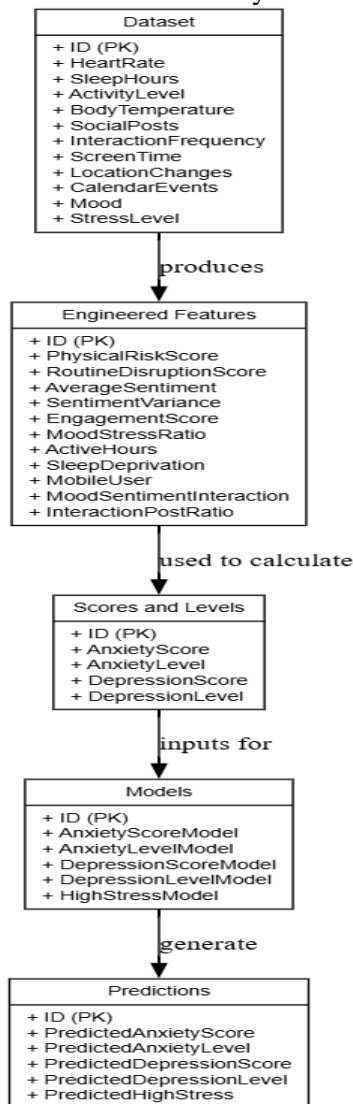 Dataset
+ ID (PK)
+ HeartRate
+ SleepHours
+ ActivityLevel
+ BodyTemperature
+ SocialPosts
+ InteractionFrequency
+ ScreenTime
+ LocationChanges
+ CalendarEvents
+ Mood
+ StressLevel
produces
Engineered Features
+ ID (PK)
+ PhysicalRiskScore
+ RoutineDisruptionScore
+ AverageSentiment
+ SentimentVariance
+ EngagementScore
+ MoodStressRatio
+ ActiveHours
+ SleepDeprivation
+ MobileUser
+ MoodSentimentInteraction
+ InteractionPostRatio
used to calculate
Scores and Levels
+ ID (PK)
+ AnxietyScore
+ AnxietyLevel
+ DepressionScore
+ DepressionLevel
inputs for
Models
+ ID (PK)
+ AnxietyScoreModel
+ AnxietyLevelModel
+ DepressionScoreModel
+ DepressionLevelModel
+ HighStressModel
generate
Predictions
+ ID (PK)
+ PredictedAnxietyScore
+ PredictedAnxietyLevel
+ PredictedDepressionScore
+ PredictedDepressionLevel
+ PredictedHighStress